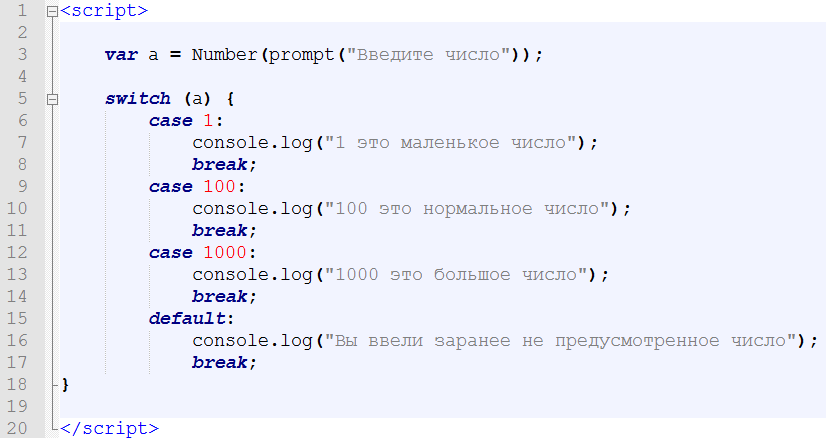 1 <script>
2
3 var a = Number(prompt("Введите число"));
4
5 switch (a) {
6 case 1:
7 console.log("1 это маленькое число");
8 break;
9 case 100:
10 console.log("100 это нормальное число");
11 break;
12 case 1000:
13 console.log("1000 это большое число");
14 break;
15 default:
16 console.log("Вы ввели заранее не предусмотренное число");
17 break;
18 }
19
20 </script>